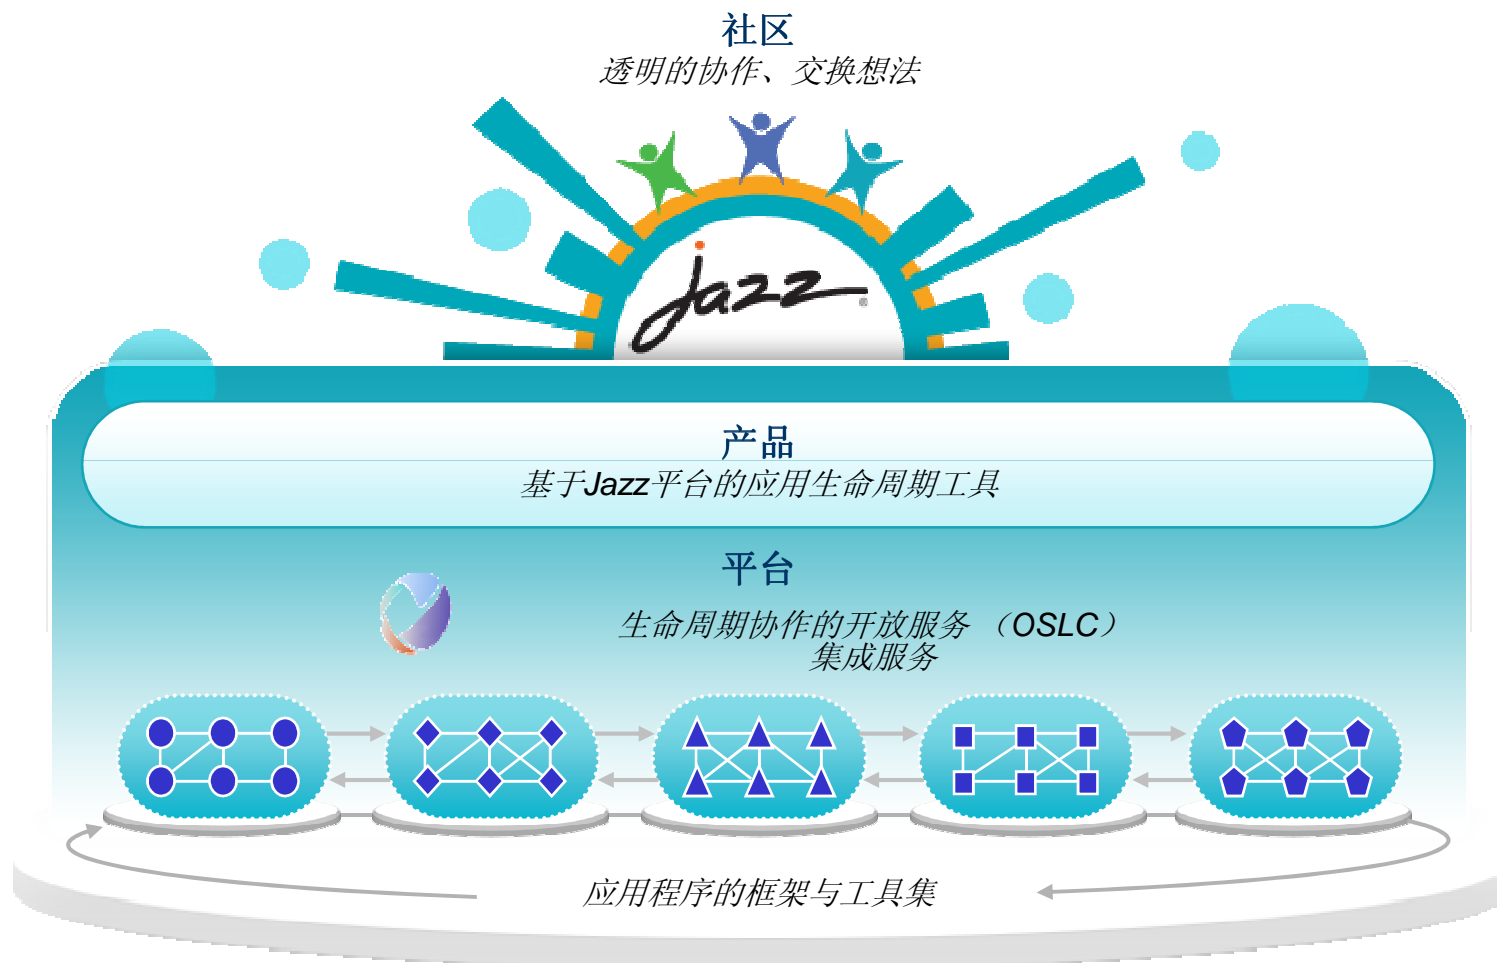 社区
透明的协作、交换想法
jazz®
产品
基于Jazz平台的应用生命周期工具
平台
生命周期协作的开放服务 （OSLC）
集成服务
应用程序的框架与工具集